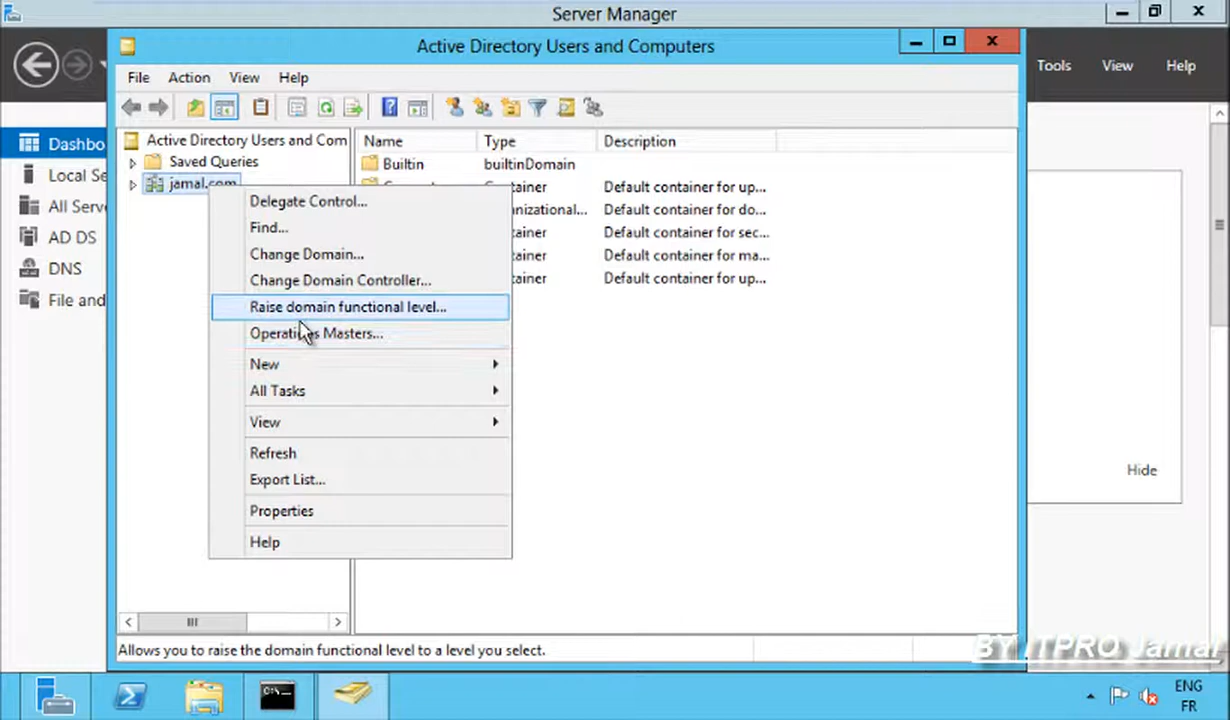 Server Manager
Active Directory Users and Computers
Tools View Help
File Action View Help
Active Directory Users and Com
Saved Queries
jamal.com
Dashbo
Local Se
All Serve
AD DS
DNS
File and
Name Type Description
Builtin builtinDomain
Default container for up...
nizational... Default container for do...
tainer Default container for sec...
tainer Default container for ma...
tainer Default container for up...
Delegate Control...
Find...
Change Domain...
Change Domain Controller...
Raise domain functional level...
Operations Masters...
New
All Tasks
View
Refresh
Export List...
Properties
Help
Hide
Allows you to raise the domain functional level to a level you select.
BY ITPRO Jamal
ENG
FR